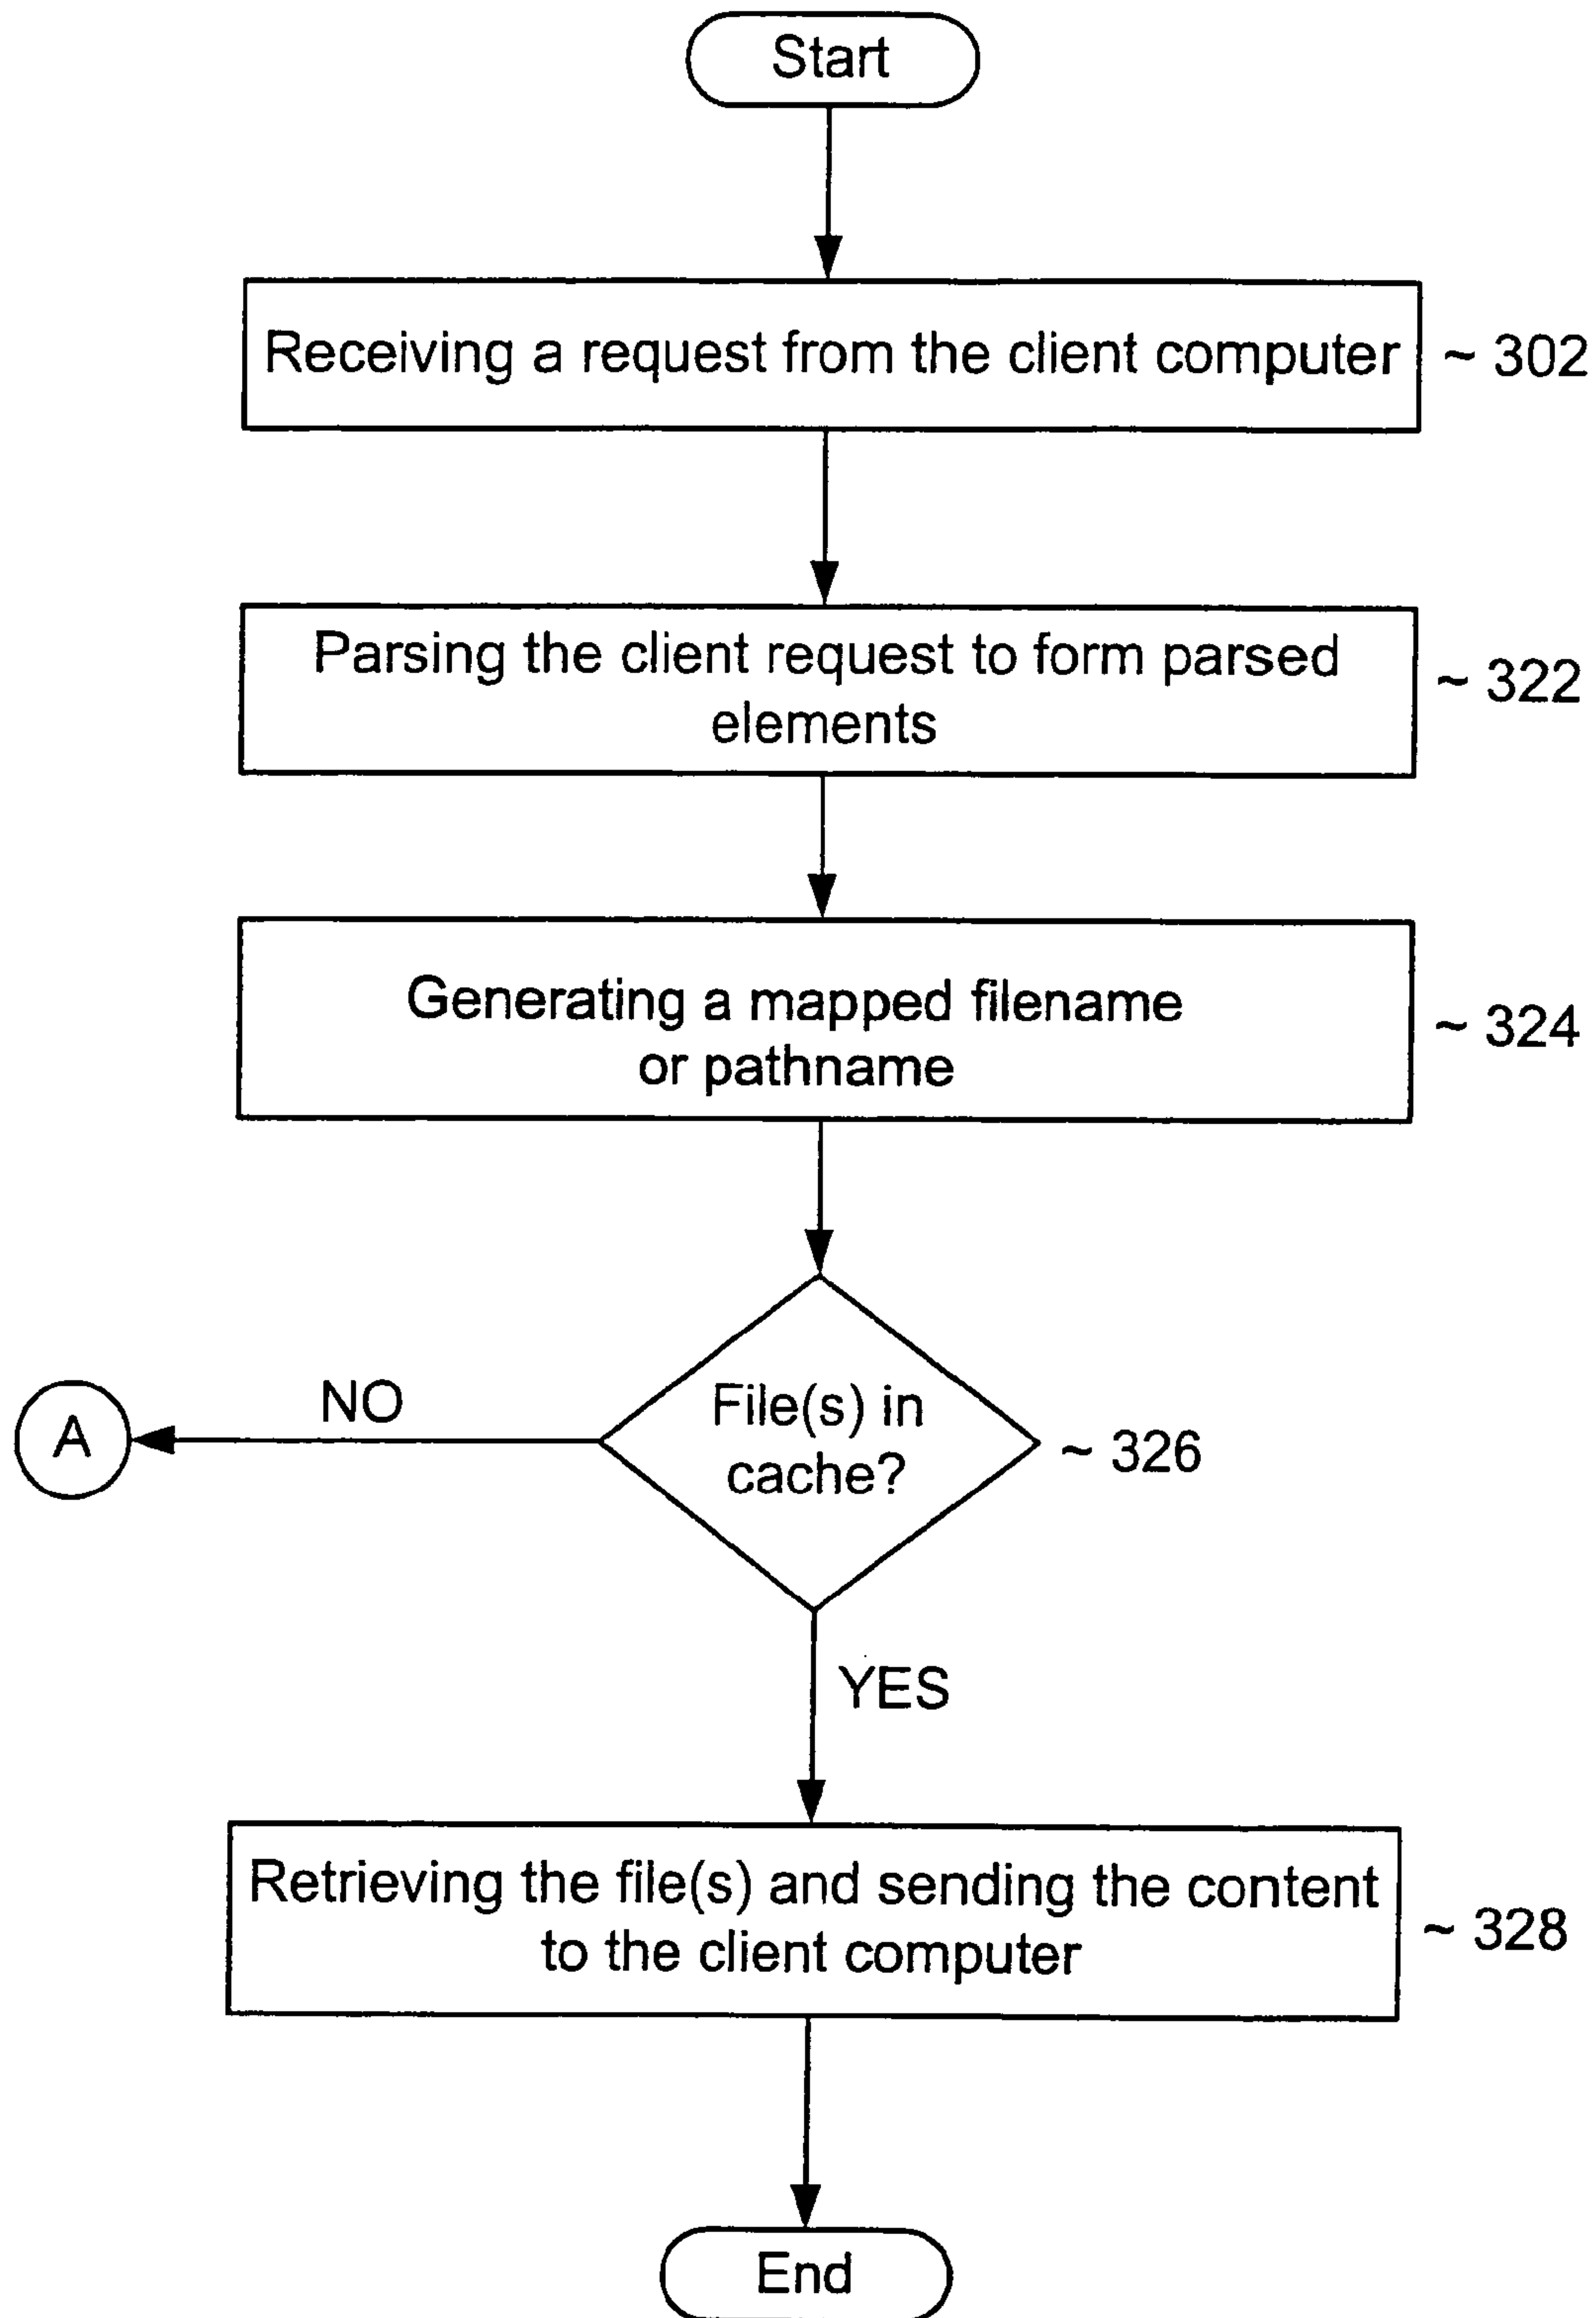 Start
Receiving a request from the client computer ~ 302
Parsing the client request to form parsed
elements
~ 322
Generating a mapped filename
or pathname
~ 324
File(s) in
cache?
~ 326
NO
A
YES
Retrieving the file(s) and sending the content
to the client computer
~ 328
End